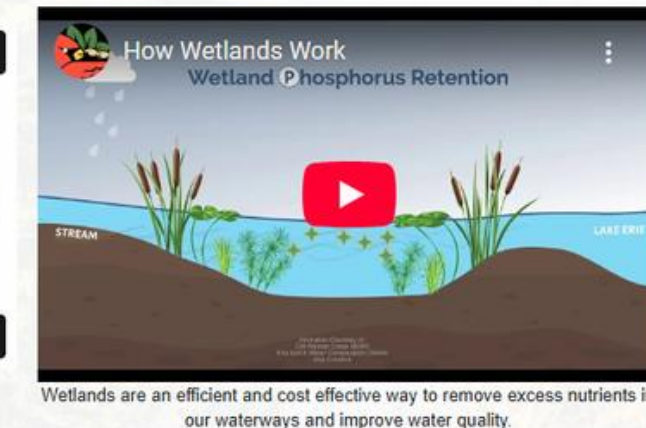 How Wetlands Work
Wetland Phosphorus Retention
STREAM
LAKE ERIE
Wetlands are an efficient and cost effective way to remove excess nutrients i
our waterways and improve water quality.